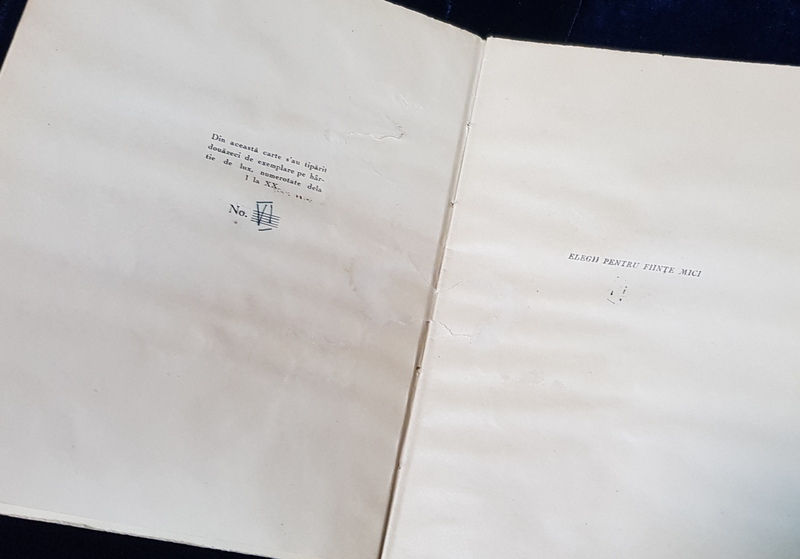 Din această carte s'au tipărit
douăzeci de exemplare pe hâr-
tie de lux, numerotate dela
I la XX.
No. VI
ELEGII PENTRU FIINȚE MICI